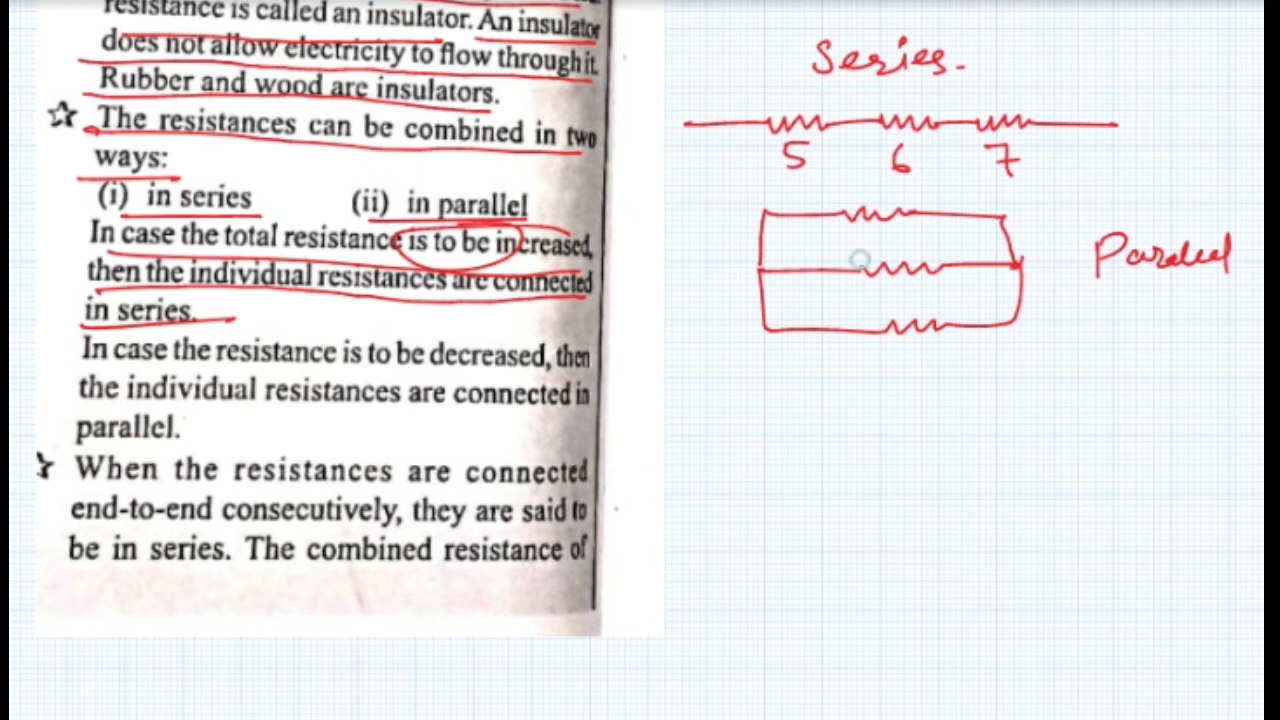 resistance is called an insulator. An insulator
does not allow electricity to flow through it.
Rubber and wood are insulators.
☆ The resistances can be combined in two
ways:
(i) in series (ii) in parallel
In case the total resistance is to be increased,
then the individual resistances are connected
in series.
In case the resistance is to be decreased, then
the individual resistances are connected in
parallel.
☆ When the resistances are connected
end-to-end consecutively, they are said to
be in series. The combined resistance of
Series.
5 6 7
Parallel